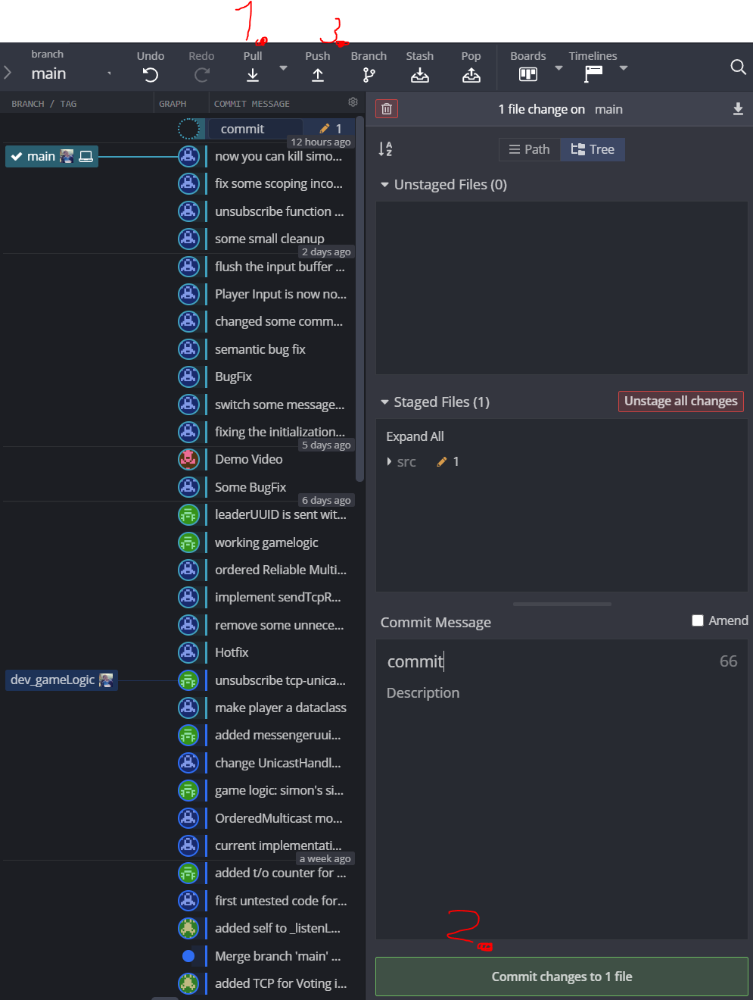 1.
3.
branch
main
Undo
Redo
Pull
Push
Branch
Stash
Pop
Boards
Timelines
BRANCH / TAG
GRAPH
COMMIT MESSAGE
commit
1
12 hours ago
main
now you can kill simo...
fix some scoping inco...
unsubscribe function ...
some small cleanup
2 days ago
flush the input buffer ...
Player Input is now no...
changed some comm...
semantic bug fix
BugFix
switch some message...
fixing the initialization...
5 days ago
Demo Video
Some BugFix
6 days ago
leaderUUID is sent wit...
working gamelogic
ordered Reliable Multi...
implement sendTcpR...
remove some unnece...
Hotfix
dev_gameLogic
unsubscribe tcp-unica...
make player a dataclass
added messengeruui...
change UnicastHandl...
game logic: simon's si...
OrderedMulticast mo...
current implementati...
a week ago
added t/o counter for ...
first untested code for...
added self to _listenL...
Merge branch 'main' ...
added TCP for Voting i...
1 file change on main
A
Z
Path
Tree
Unstaged Files (0)
Staged Files (1)
Unstage all changes
Expand All
src
1
Commit Message
Amend
commit
66
Description
2.
Commit changes to 1 file